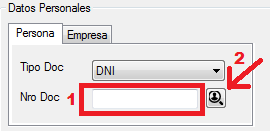 Datos Personales
Persona Empresa
2
Tipo Doc DNI
Nro Doc 1